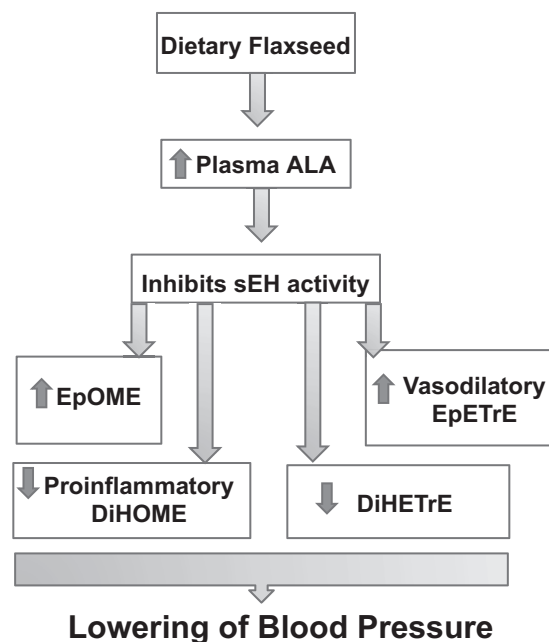 Dietary Flaxseed
Plasma ALA
Inhibits sEH activity
EpOME
Vasodilatory
EpETrE
Proinflammatory
DiHOME
DiHETrE
Lowering of Blood Pressure